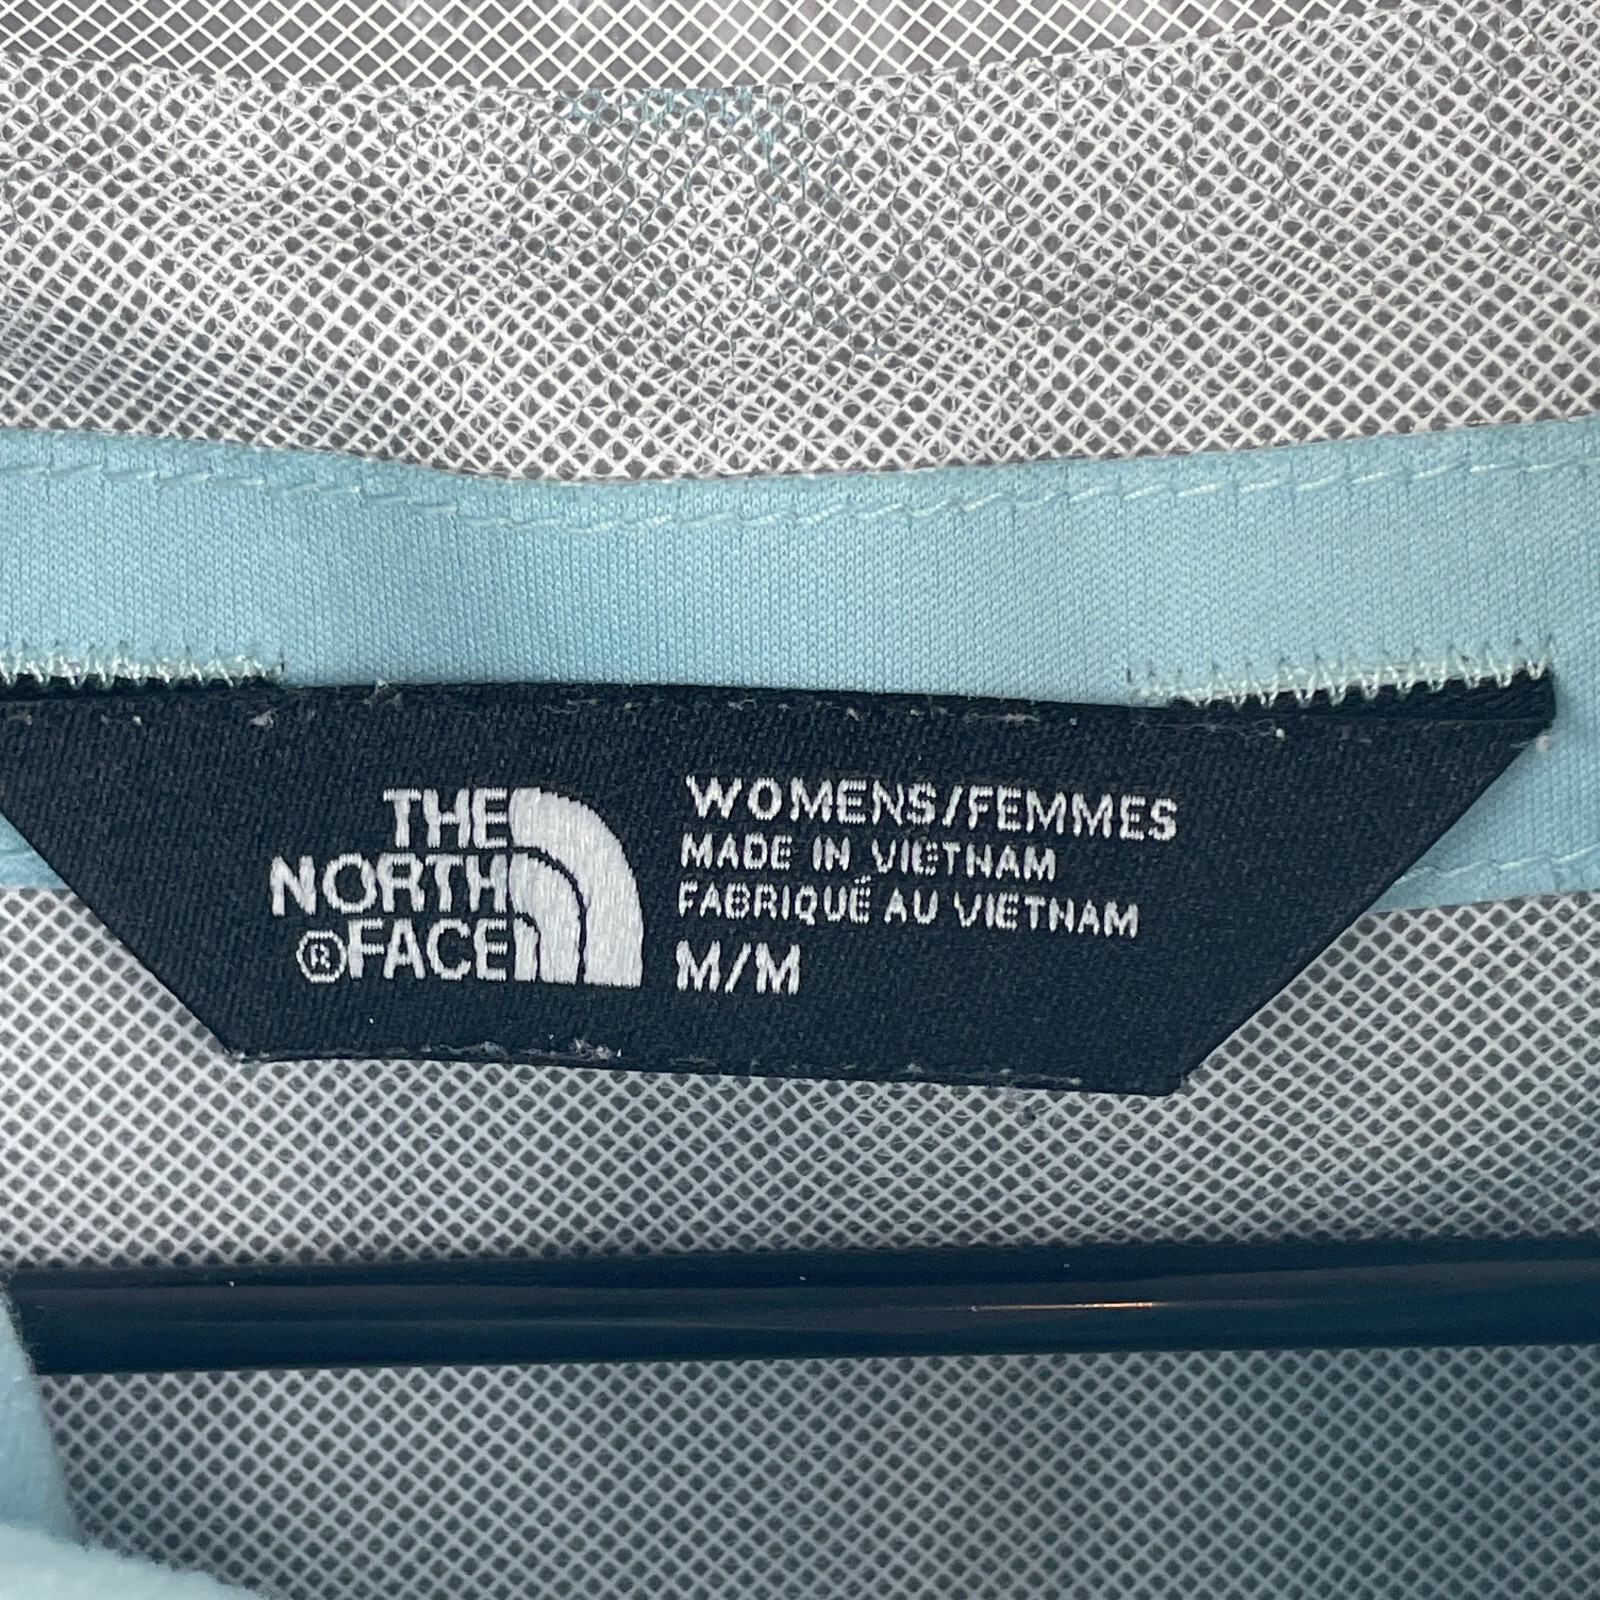 THE
NORTH
®FACE
WOMENS/FEMMES
MADE IN VIETNAM
FABRIQUÉ AU VIETNAM
M/M